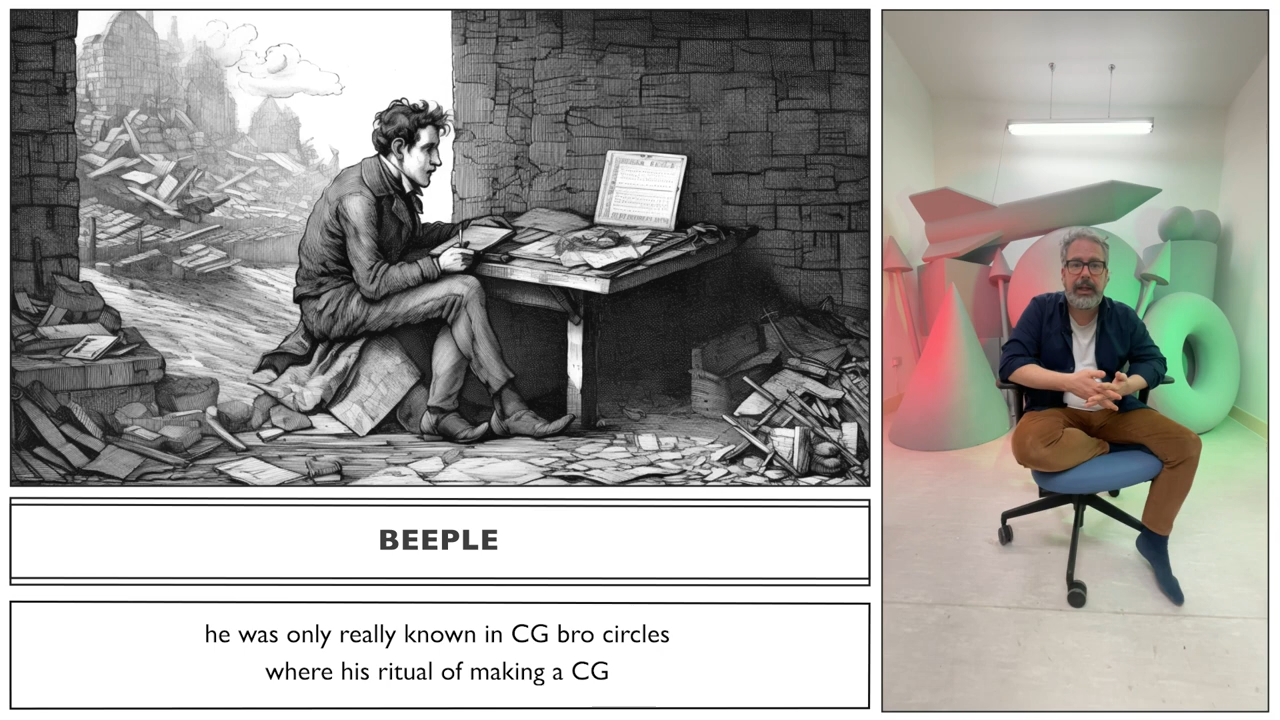 BEEPLE
he was only really known in CG bro circles
where his ritual of making a CG